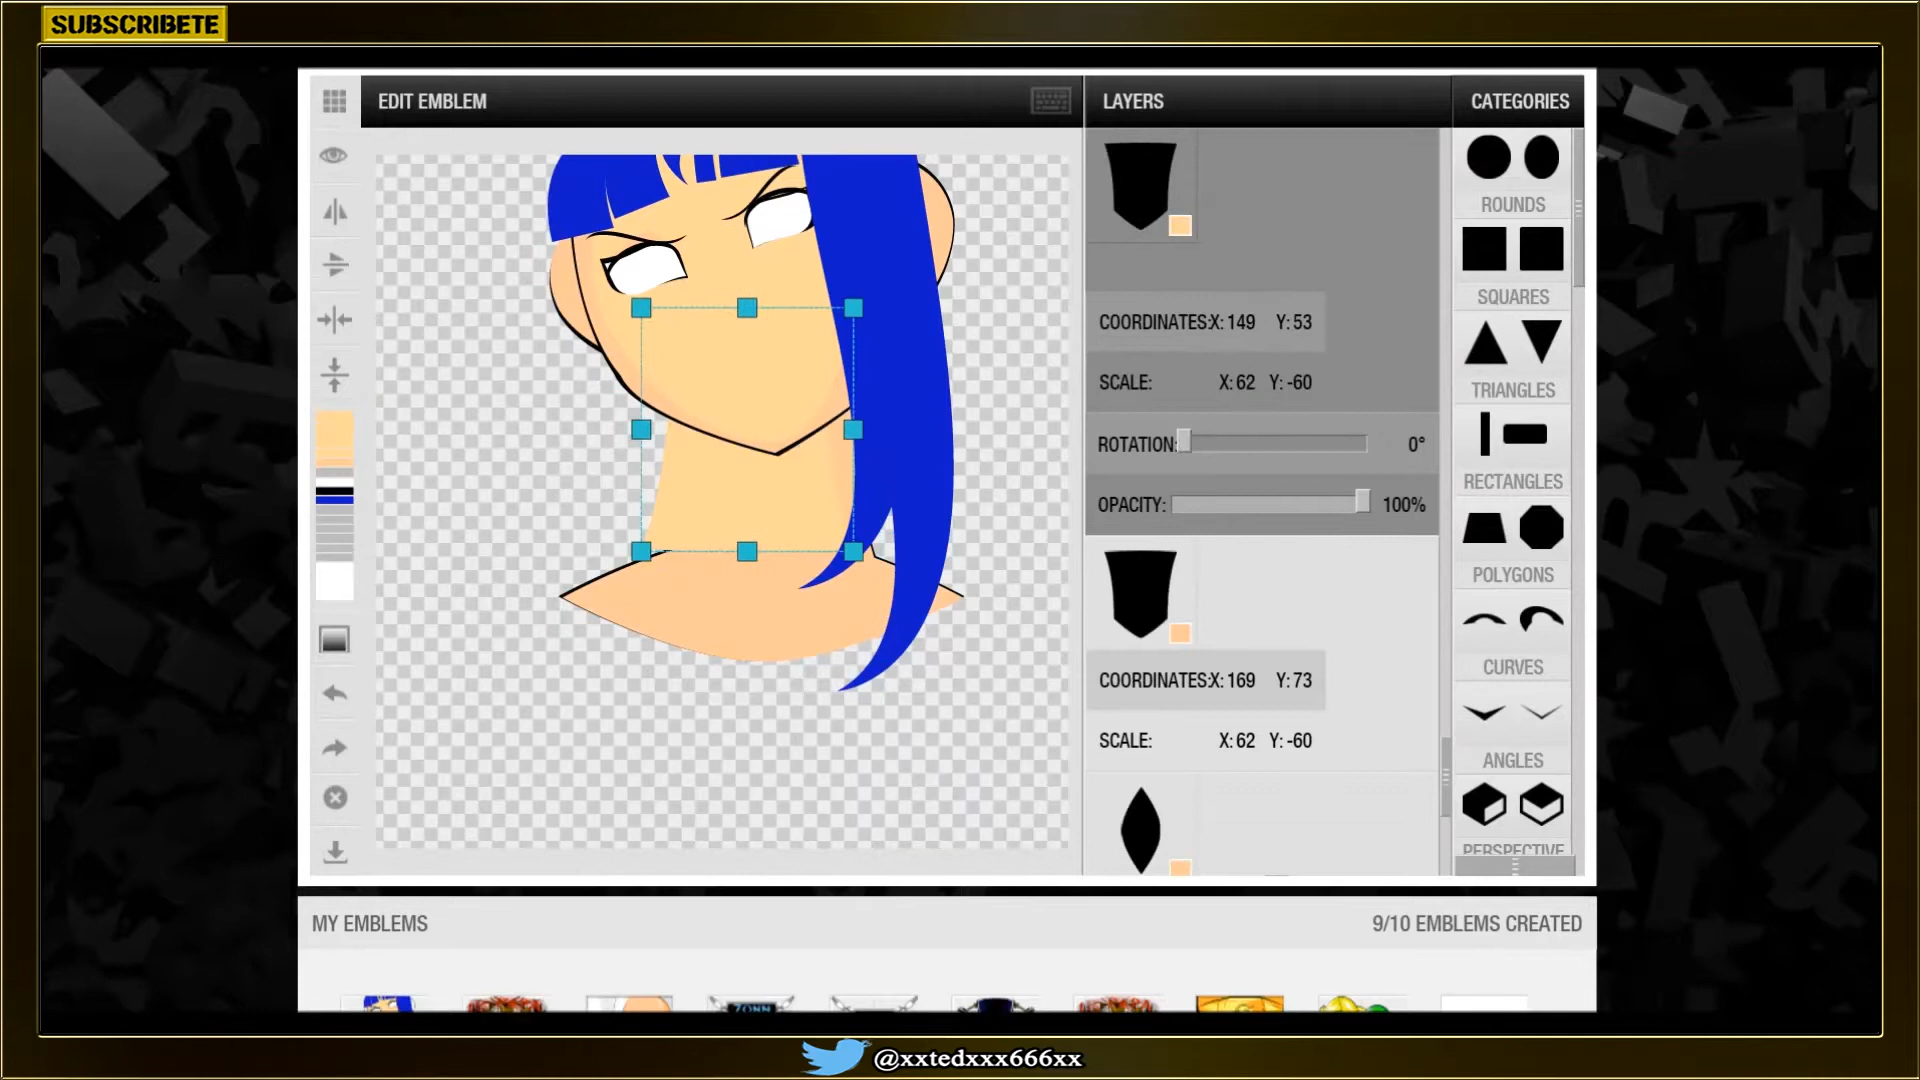 SUBSCRIBETE
EDIT EMBLEM
LAYERS
CATEGORIES
ROUNDS
SQUARES
COORDINATES:X: 149 Y: 53
SCALE: X: 62 Y: -60
TRIANGLES
ROTATION: 0°
RECTANGLES
OPACITY: 100%
POLYGONS
CURVES
COORDINATES:X: 169 Y: 73
SCALE: X: 62 Y: -60
ANGLES
PERSPECTIVE
MY EMBLEMS
9/10 EMBLEMS CREATED
ZONN
@xxtedxxx666xx